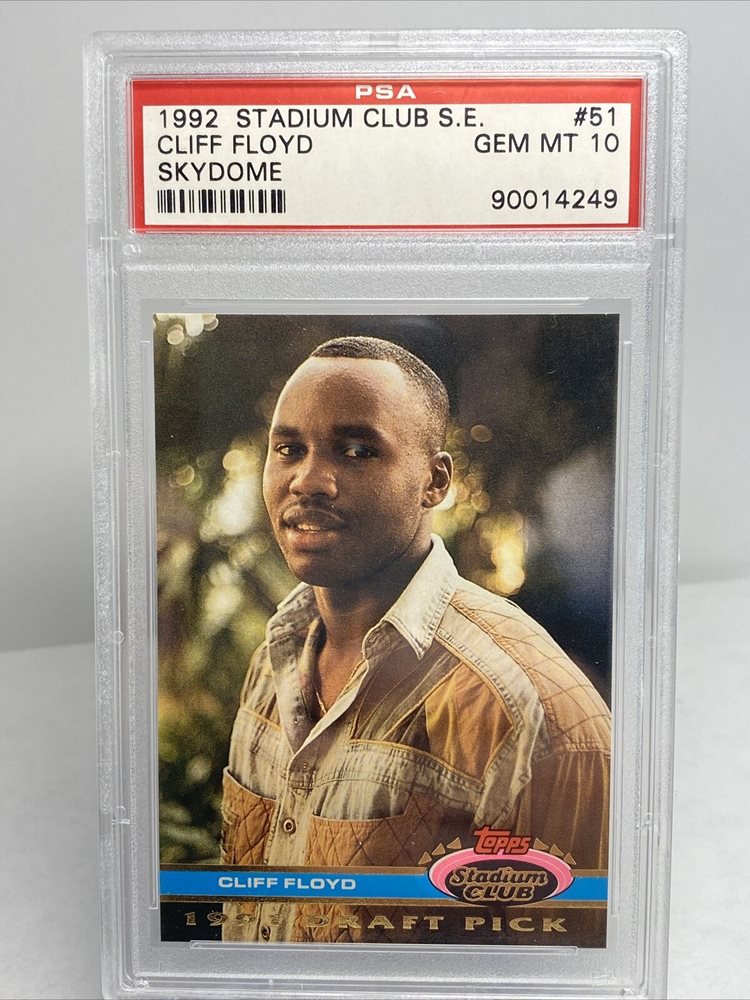 PSA
1992 STADIUM CLUB S.E. #51
CLIFF FLOYD GEM MT 10
SKYDOME
90014249
Topps
Stadium
CLUB
CLIFF FLOYD
1991 DRAFT PICK